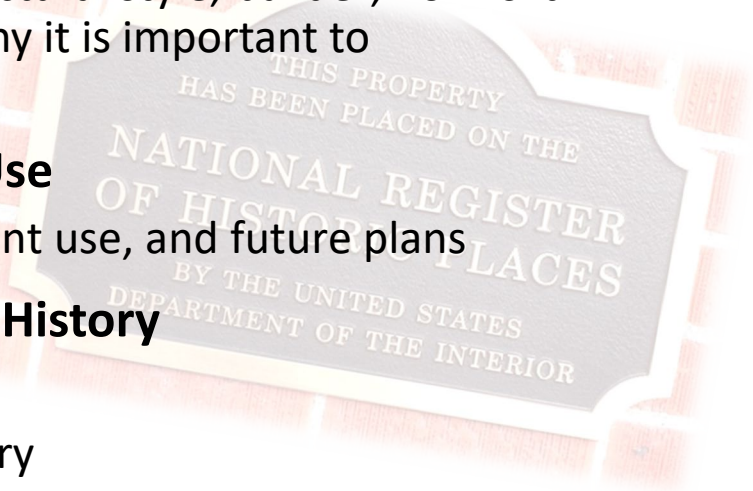 ny it is important to
THIS PROPERTY
HAS BEEN PLACED ON THE
NATIONAL REGISTER
OF HISTORIC PLACES
BY THE UNITED STATES
DEPARTMENT OF THE INTERIOR
Use
nt use, and future plans
History
ry